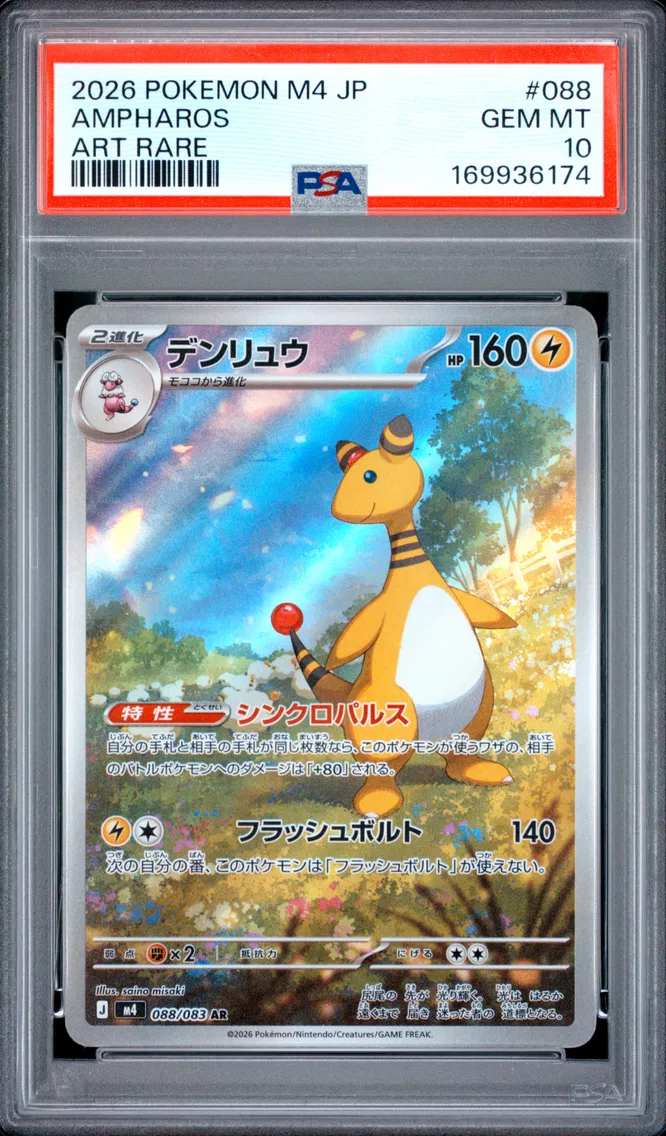 2026 POKEMON M4 JP #088
AMPHAROS GEM MT
ART RARE 10
PSA 169936174
2進化 デンリュウ HP 160
モココから進化
特性 とくせい シンクロパルス
自分の手札と相手の手札が同じ枚数なら、このポケモンが使うワザの、相手
のバトルポケモンへのダメージは「+80」される。
フラッシュボルト 140
次の自分の番、このポケモンは「フラッシュボルト」が使えない。
弱点 ×2 抵抗力 にげる
Illus. saino misaki
J M4 088/083 AR
尻尾の 先が 光り輝く。 光は はるか
遠くまで 届き 迷った者の 道標となる。
©2026 Pokémon/Nintendo/Creatures/GAME FREAK.
PSA